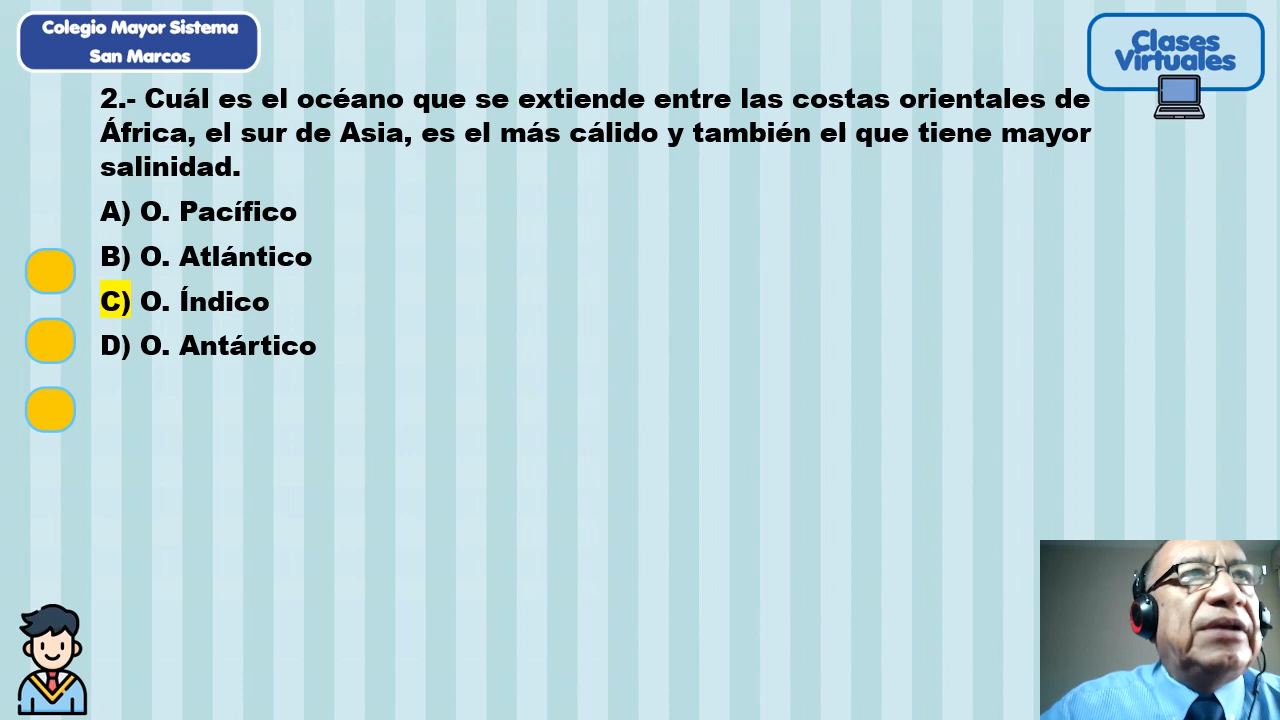 Colegio Mayor Sistema
San Marcos
Clases
Virtuales
2.- Cuál es el océano que se extiende entre las costas orientales de
África, el sur de Asia, es el más cálido y también el que tiene mayor
salinidad.
A) O. Pacífico
B) O. Atlántico
C) O. Índico
D) O. Antártico